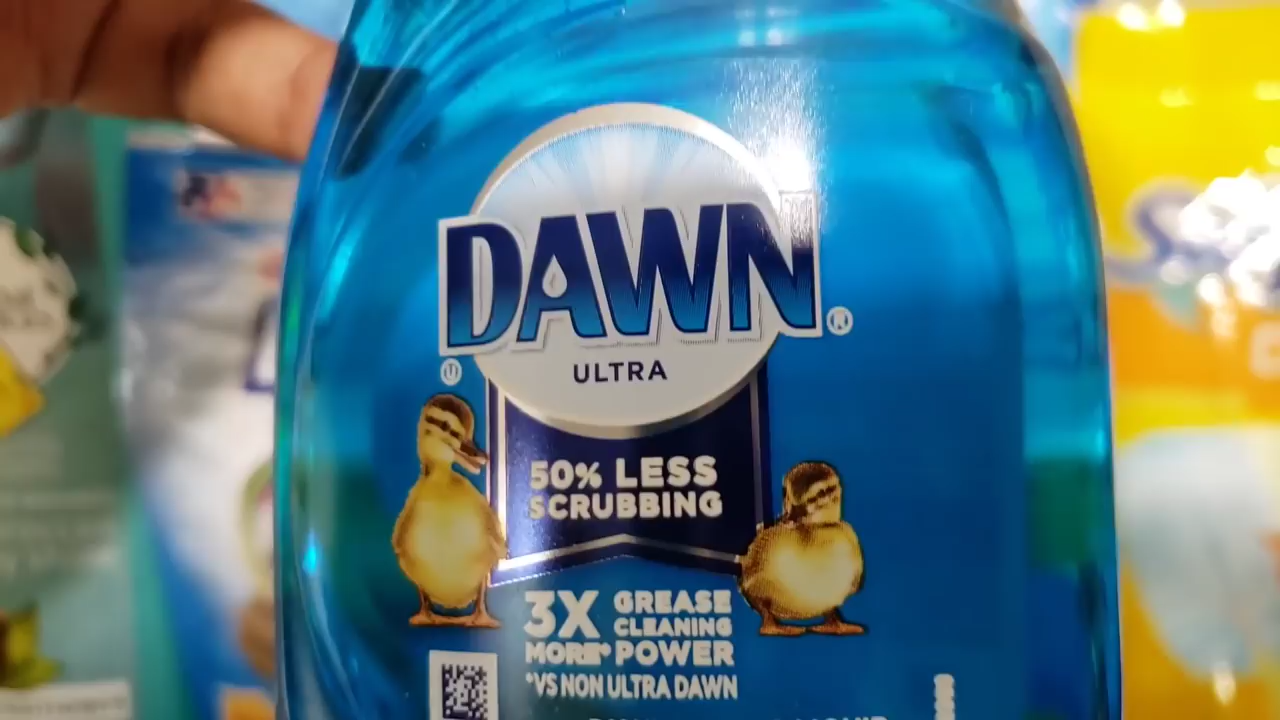 DAWN®
ULTRA
50% LESS
SCRUBBING
3X GREASE
CLEANING
MORE* POWER
*VS NON ULTRA DAWN